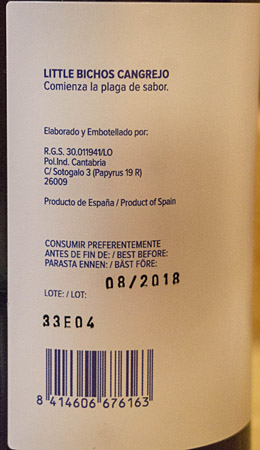 LITTLE BICHOS CANGREJO
Comienza la plaga de sabor.
Elaborado y Embotellado por:
R.G.S. 30.011941/LO
Pol.Ind. Cantabria
C/ Sotogalo 3 (Papyrus 19 R)
26009
Producto de España / Product of Spain
CONSUMIR PREFERENTEMENTE
ANTES DE FIN DE: / BEST BEFORE:
PARASTA ENNEN: / BÄST FÖRE:
08/2018
LOTE: / LOT:
33E04
8 414606 676163